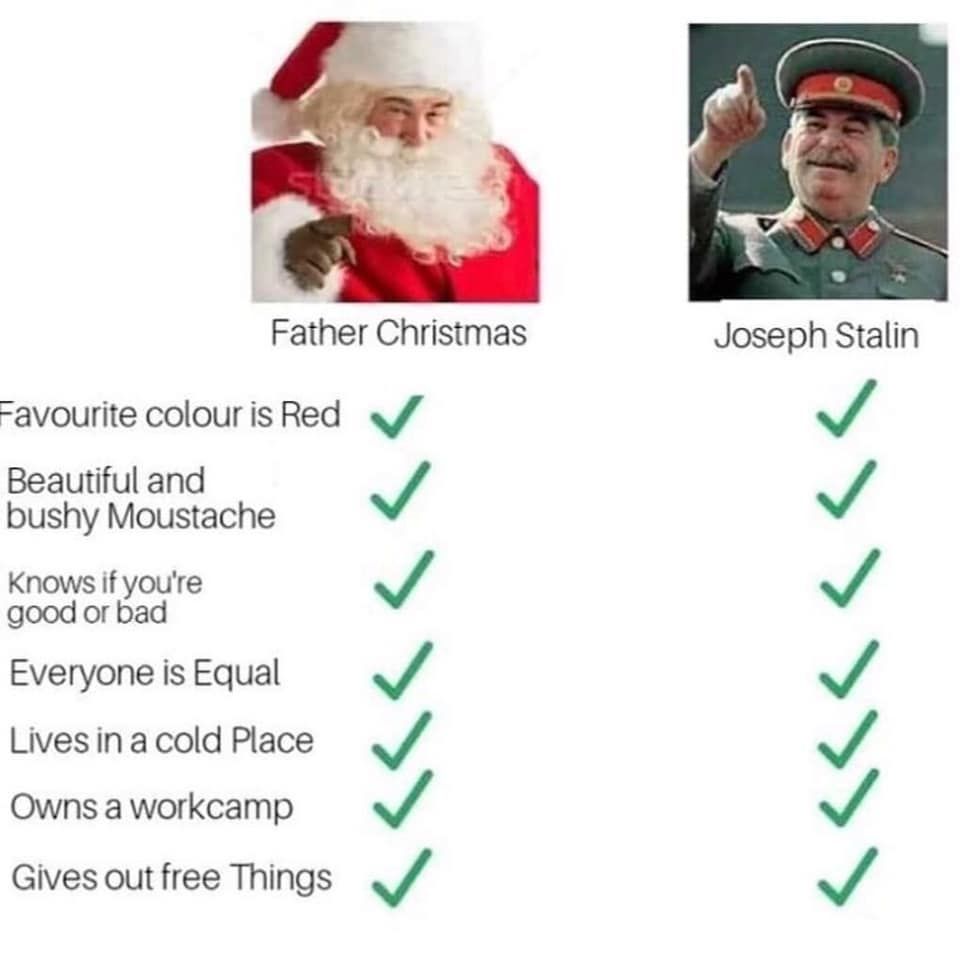 Father Christmas
Joseph Stalin
Favourite colour is Red
Beautiful and
bushy Moustache
Knows if you're
good or bad
Everyone is Equal
Lives in a cold Place
Owns a workcamp
Gives out free Things